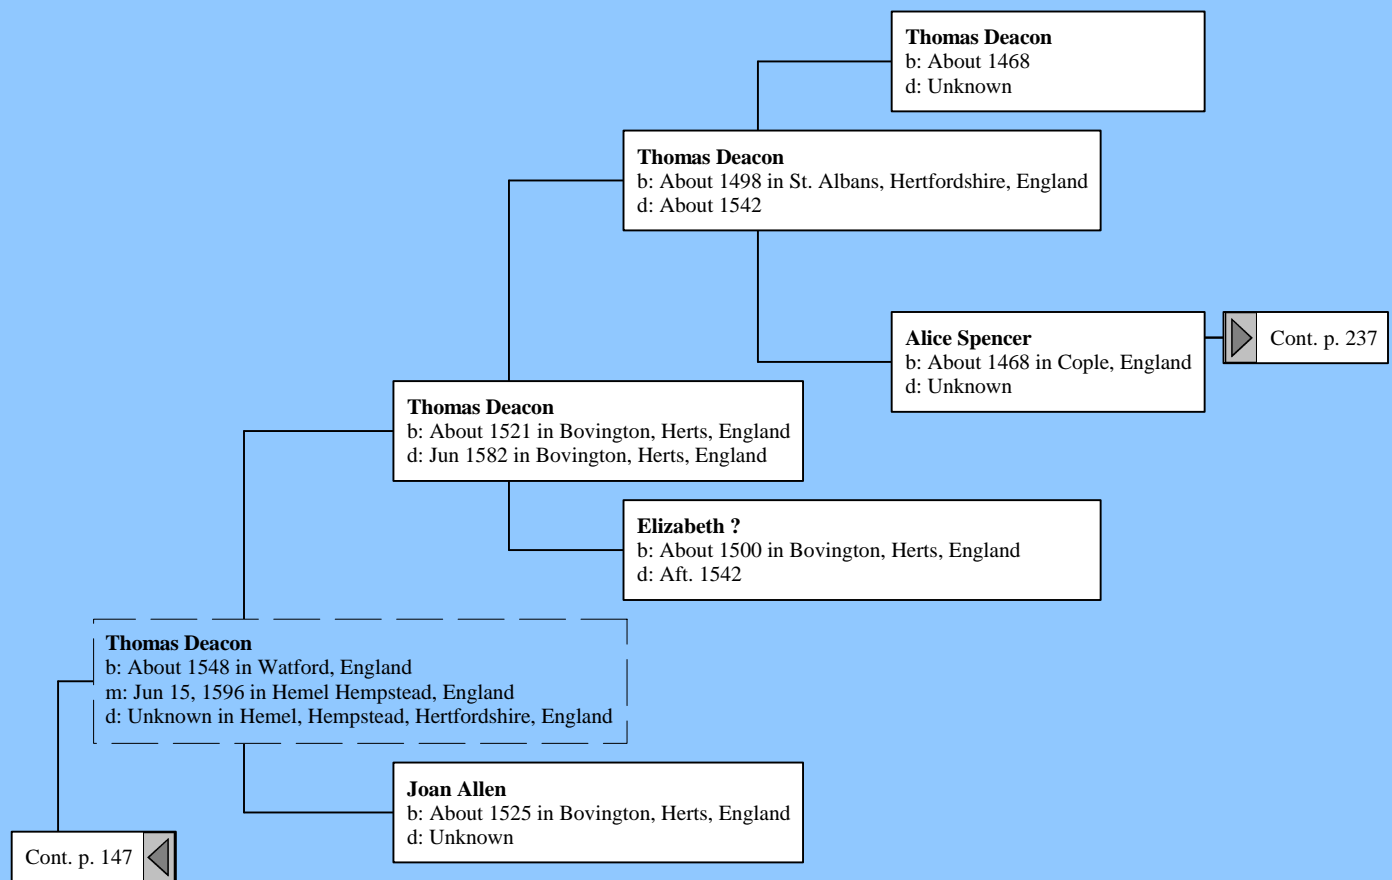 Thomas Deacon
b: About 1468
d: Unknown
Thomas Deacon
b: About 1498 in St. Albans, Hertfordshire, England
d: About 1542
Alice Spencer
b: About 1468 in Cople, England
d: Unknown
Cont. p. 237
Thomas Deacon
b: About 1521 in Bovington, Herts, England
d: Jun 1582 in Bovington, Herts, England
Elizabeth ?
b: About 1500 in Bovington, Herts, England
d: Aft. 1542
Thomas Deacon
b: About 1548 in Watford, England
m: Jun 15, 1596 in Hemel Hempstead, England
d: Unknown in Hemel, Hempstead, Hertfordshire, England
Joan Allen
b: About 1525 in Bovington, Herts, England
d: Unknown
Cont. p. 147